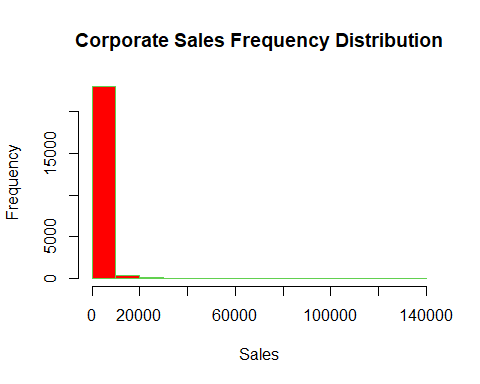 Corporate Sales Frequency Distribution
Frequency
15000
5000
0
0 20000 60000 100000 140000
Sales